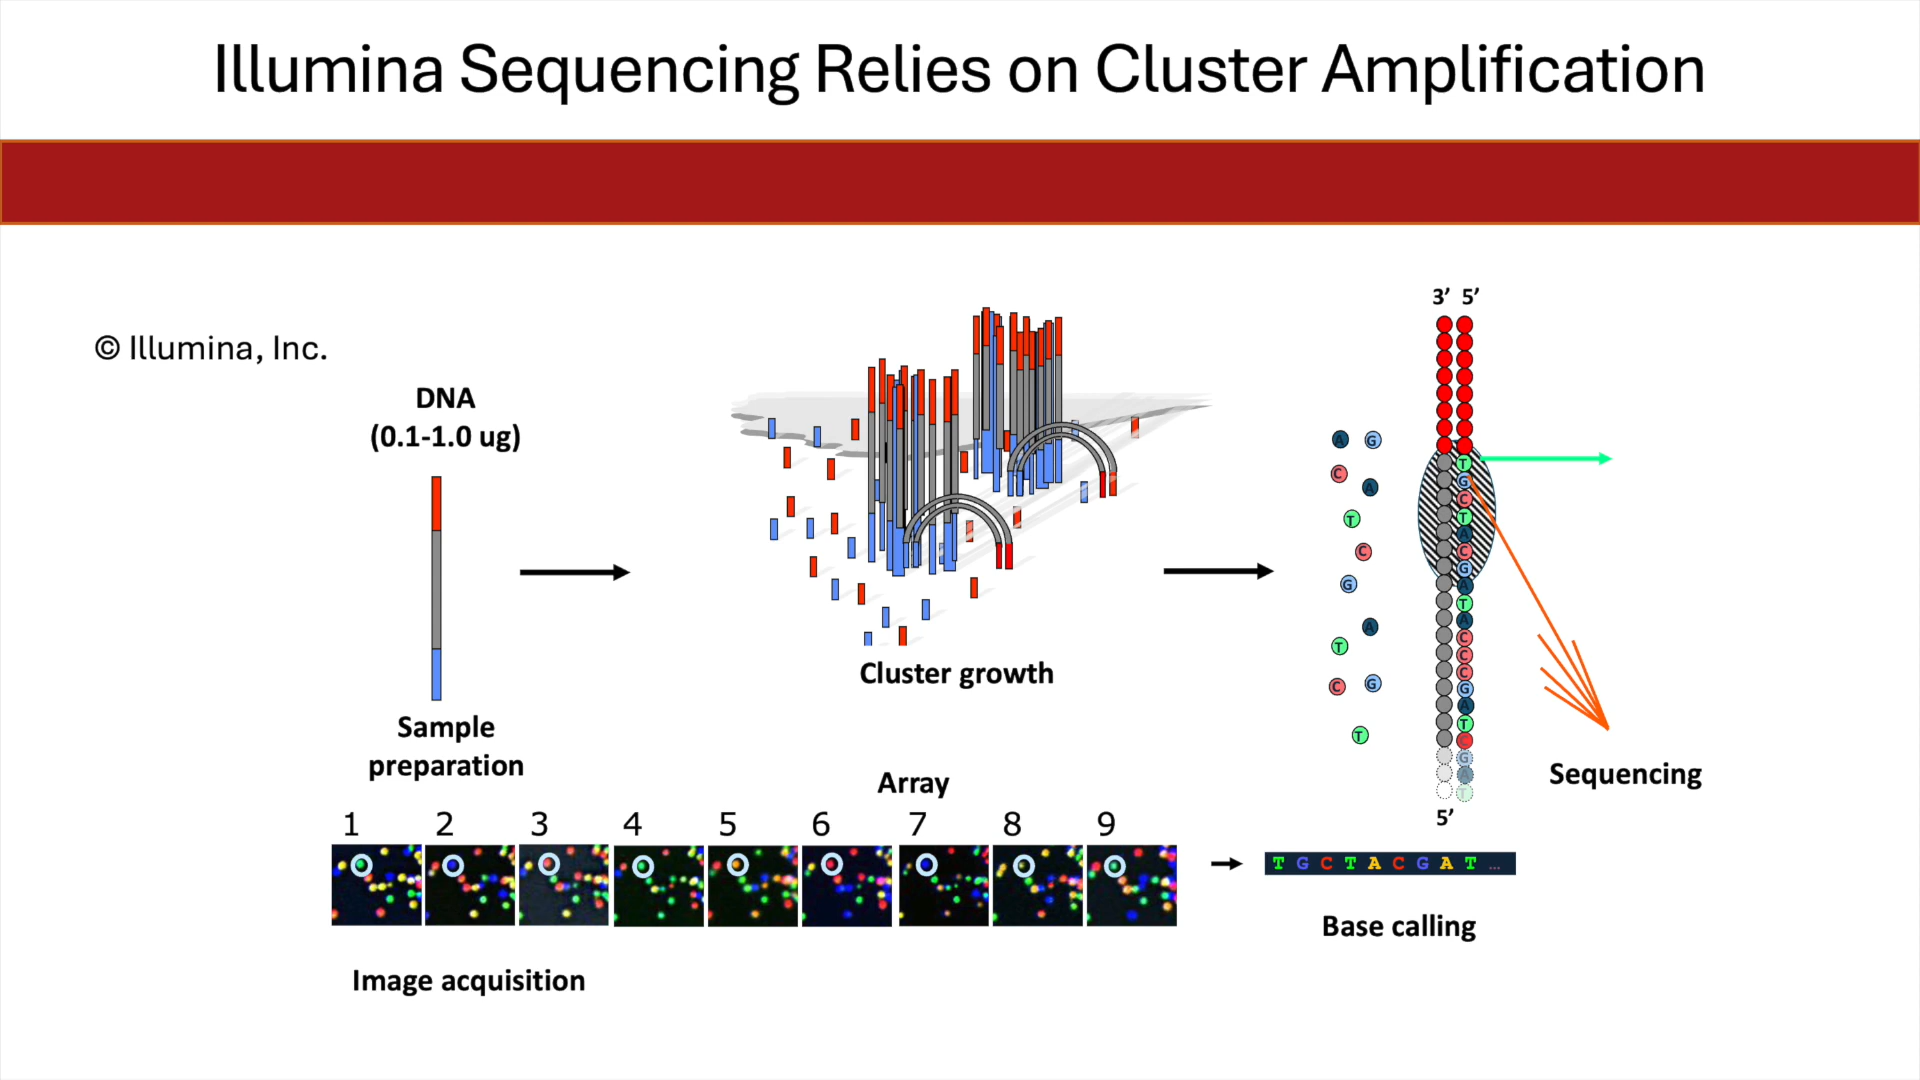 Illumina Sequencing Relies on Cluster Amplification
© Illumina, Inc.
DNA
(0.1-1.0 ug)
Sample
preparation
Cluster growth
3’ 5’
A G
C
A
T
C
G
A
T
C G
T
T
G
C
T
A
C
G
A
T
A
C
C
C
G
A
T
C
G
A
T
5’
Sequencing
Array
1 2 3 4 5 6 7 8 9
T G C T A C G A T ...
Base calling
Image acquisition